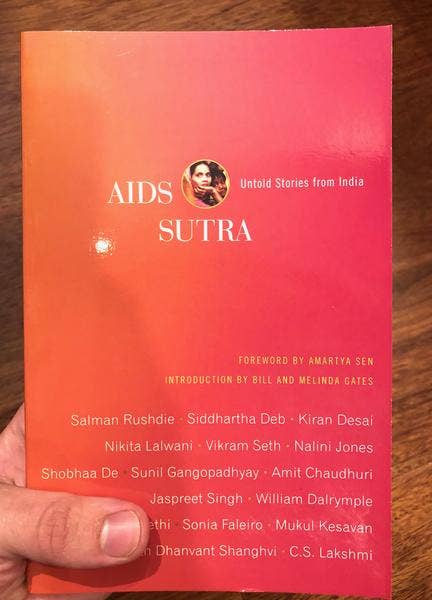 AIDS
SUTRA
Untold Stories from India
FOREWORD BY AMARTYA SEN
INTRODUCTION BY BILL AND MELINDA GATES
Salman Rushdie · Siddhartha Deb · Kiran Desai
Nikita Lalwani · Vikram Seth · Nalini Jones
Shobhaa De · Sunil Gangopadhyay · Amit Chaudhuri
Jaspreet Singh · William Dalrymple
· Sonia Faleiro · Mukul Kesavan
Dhanvant Shanghvi · C.S. Lakshmi